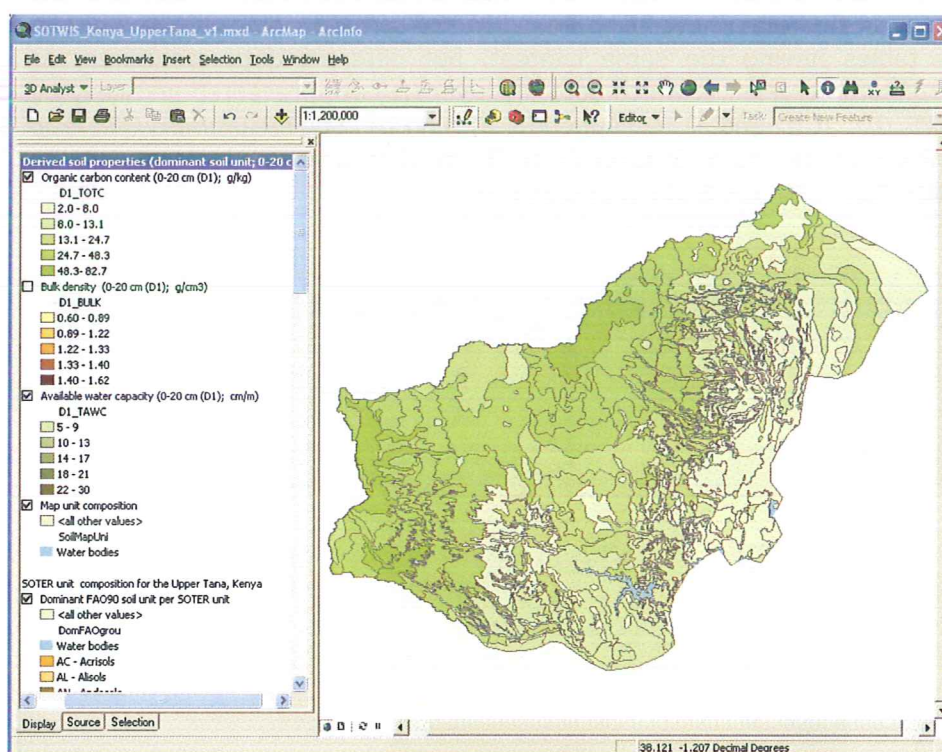 SOTWIS_Kenya_UpperTana_v1.mxd - ArcMap - ArcInfo
File Edit View Bookmarks Insert Selection Tools Window Help
3D Analyst Layer
1:1,200,000 Editor Task: Create New Feature
Derived soil properties (dominant soil unit; 0-20 c
Organic carbon content (0-20 cm (D1); g/kg)
D1_TOTC
2.0 - 8.0
8.0 - 13.1
13.1 - 24.7
24.7 - 48.3
48.3- 82.7
Bulk density (0-20 cm (D1); g/cm3)
D1_BULK
0.60 - 0.89
0.89 - 1.22
1.22 - 1.33
1.33 - 1.40
1.40 - 1.62
Available water capacity (0-20 cm (D1); cm/m)
D1_TAWC
5 - 9
10 - 13
14 - 17
18 - 21
22 - 30
Map unit composition
<all other values>
SoilMapUni
Water bodies
SOTER unit composition for the Upper Tana, Kenya
Dominant FAO90 soil unit per SOTER unit
<all other values>
DomFAOgrou
Water bodies
AC - Acrisols
AL - Alisols
Display Source Selection
38.121 -1.207 Decimal Degrees